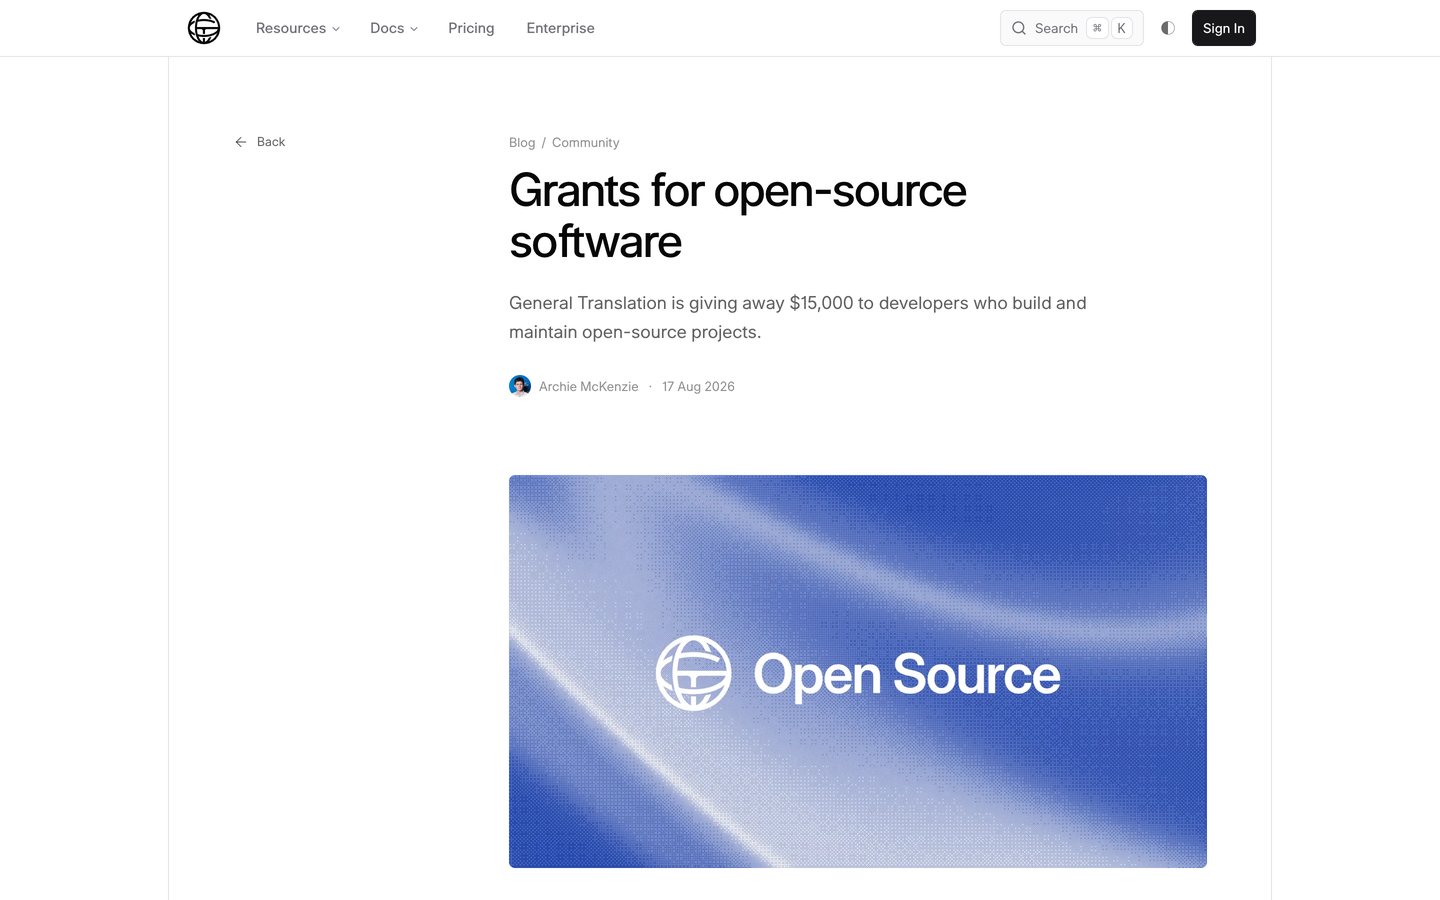 Resources
Docs
Pricing
Enterprise
Search ⌘ K
Sign In
Back
Blog / Community
Grants for open-source
software
General Translation is giving away $15,000 to developers who build and
maintain open-source projects.
Archie McKenzie · 17 Aug 2026
Open Source